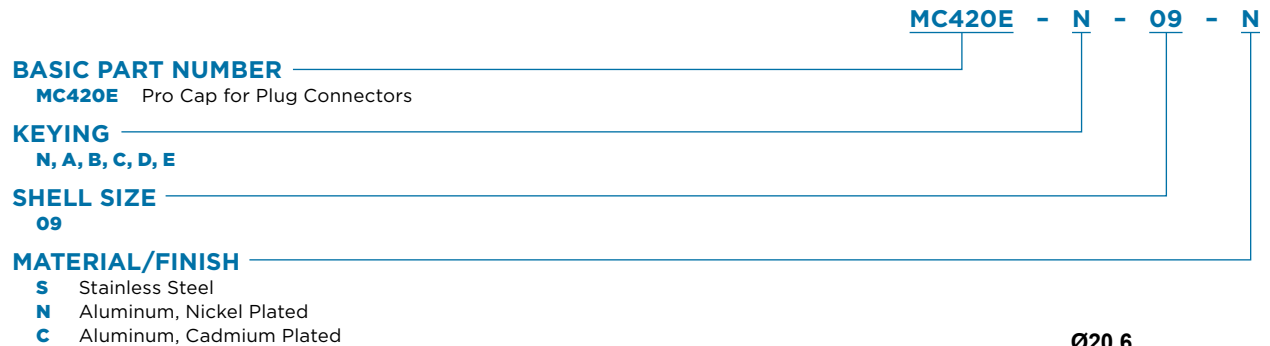 MC420E – N – 09 – N
BASIC PART NUMBER
MC420E Pro Cap for Plug Connectors
KEYING
N, A, B, C, D, E
SHELL SIZE
09
MATERIAL/FINISH
S Stainless Steel
N Aluminum, Nickel Plated
C Aluminum, Cadmium Plated
Ø20.6